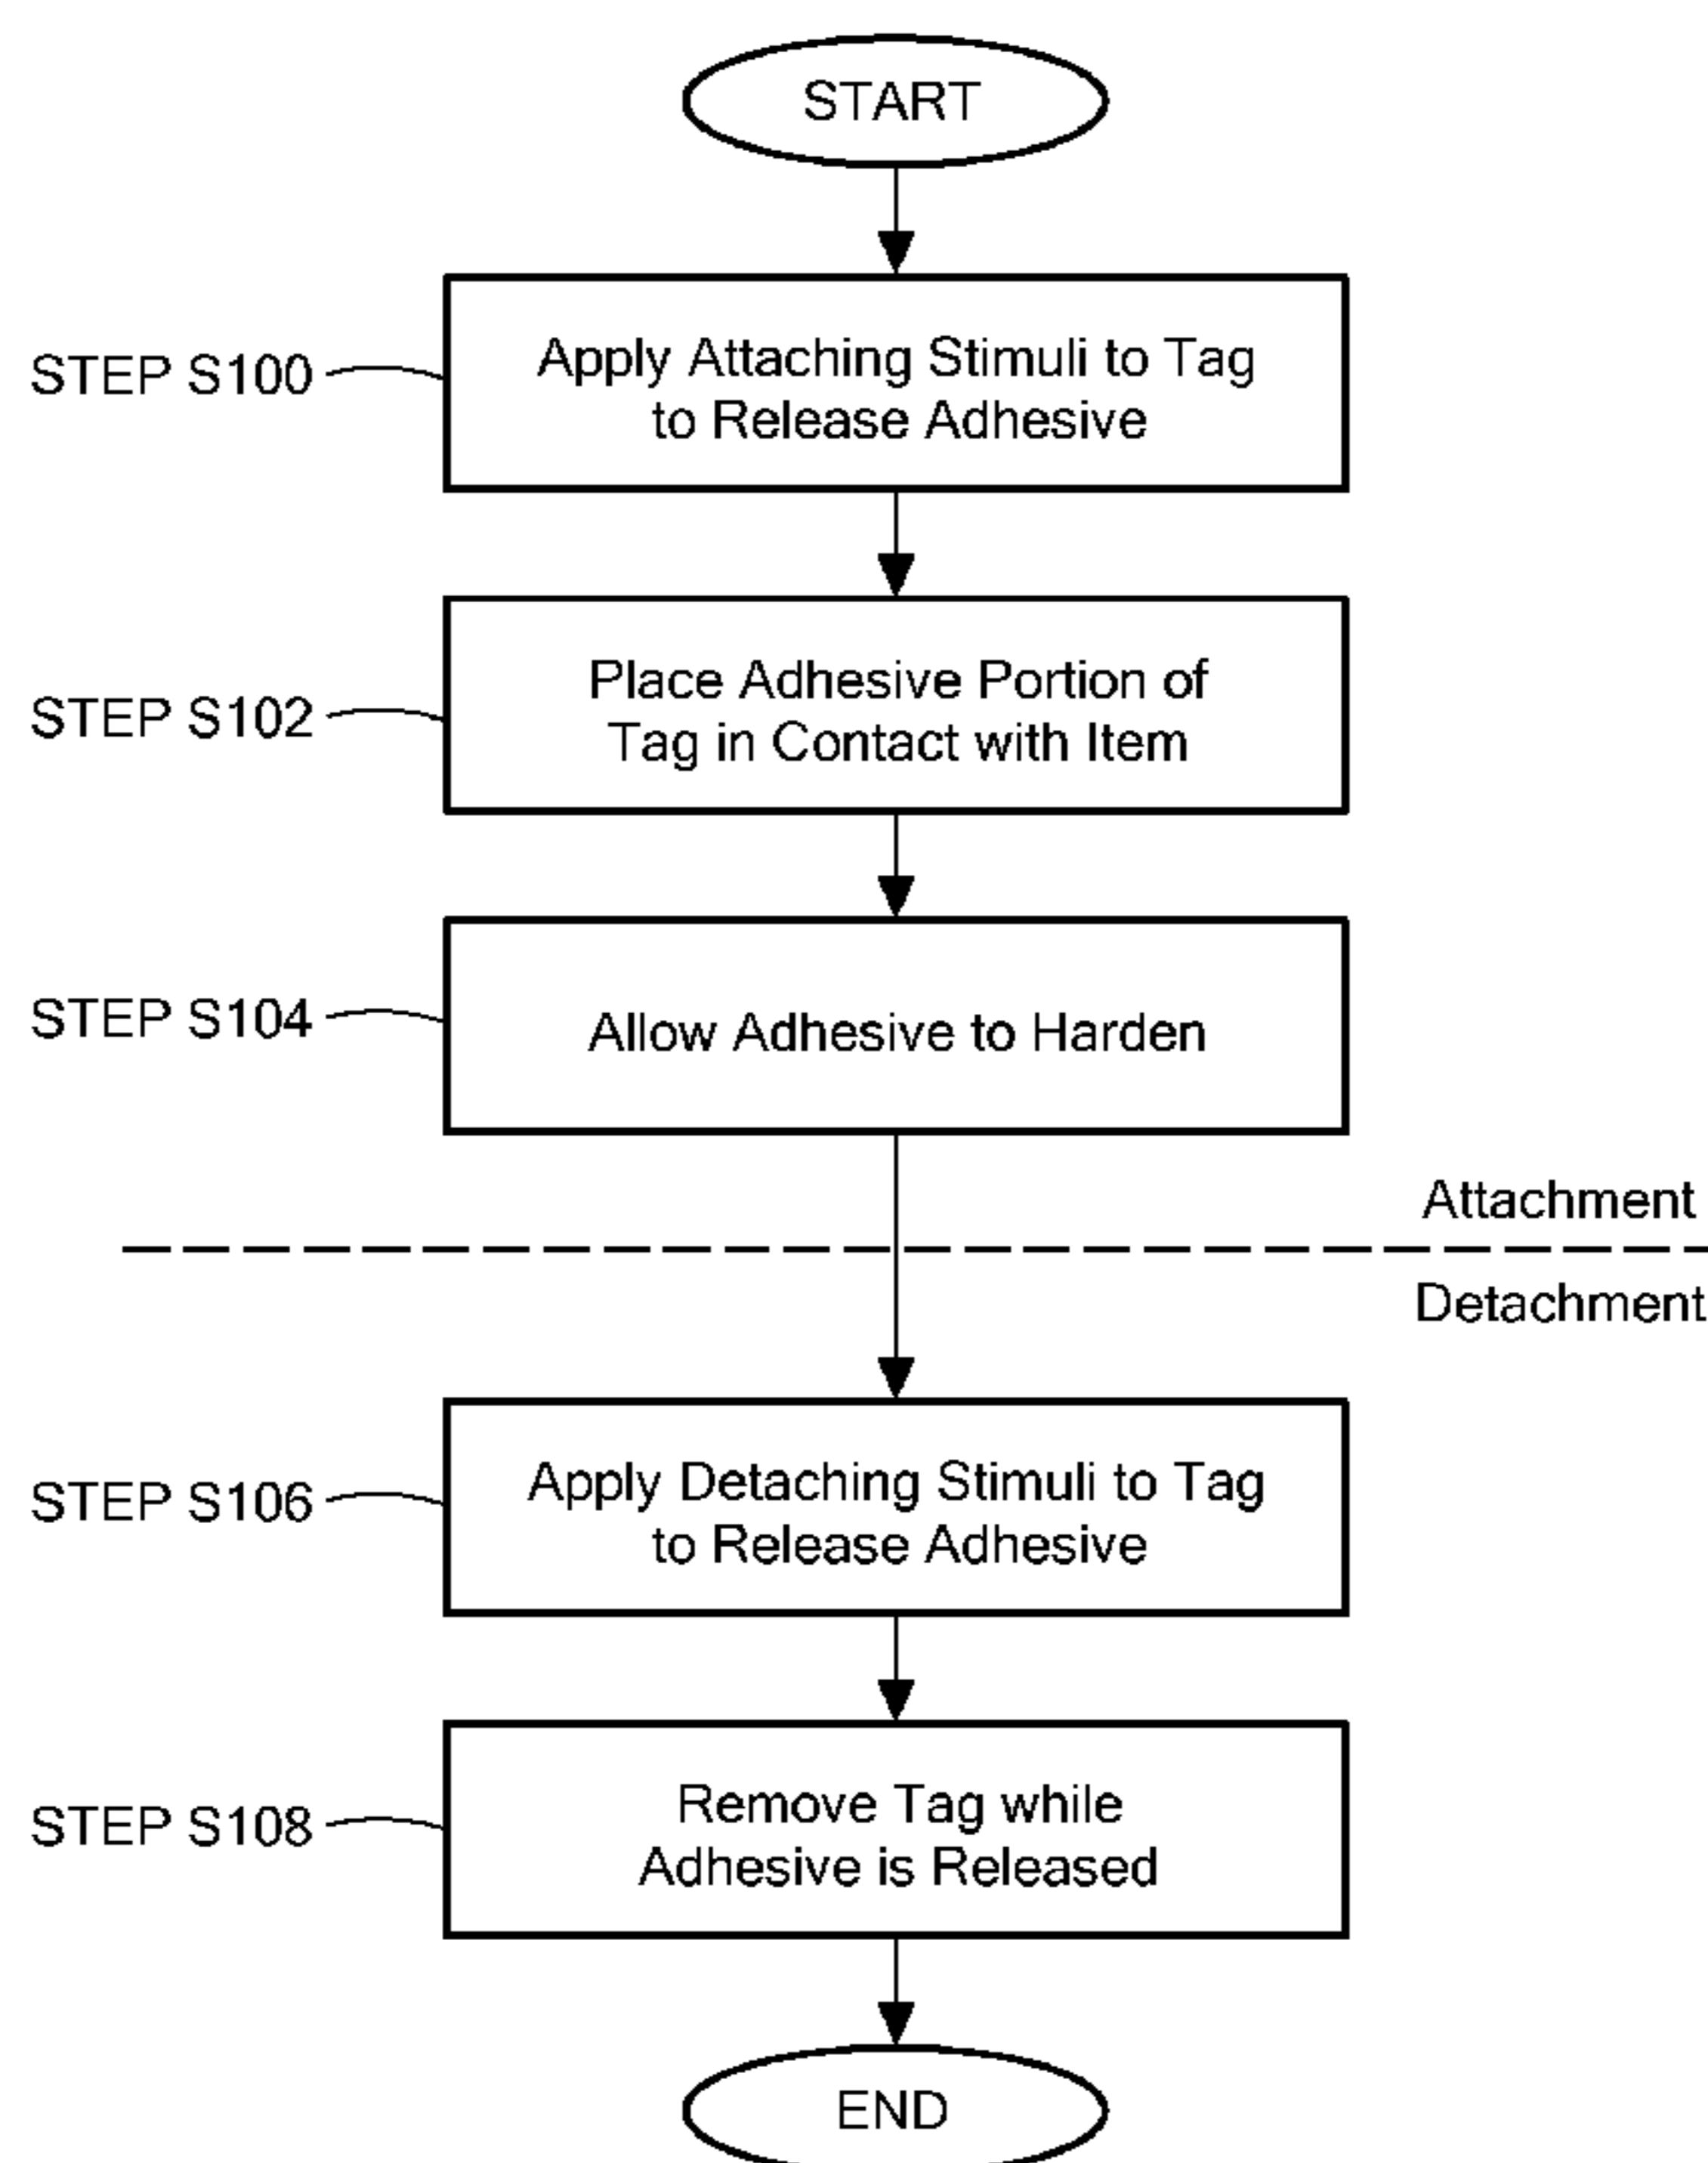 START
STEP S100
Apply Attaching Stimuli to Tag
to Release Adhesive
STEP S102
Place Adhesive Portion of
Tag in Contact with Item
STEP S104
Allow Adhesive to Harden
Attachment
Detachment
STEP S106
Apply Detaching Stimuli to Tag
to Release Adhesive
STEP S108
Remove Tag while
Adhesive is Released
END